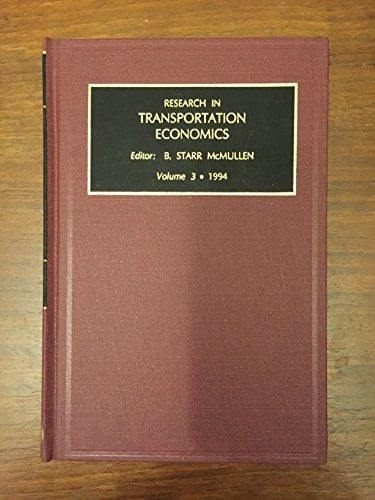 RESEARCH IN
TRANSPORTATION
ECONOMICS
Editor: B. STARR McMULLEN
Volume 3 • 1994